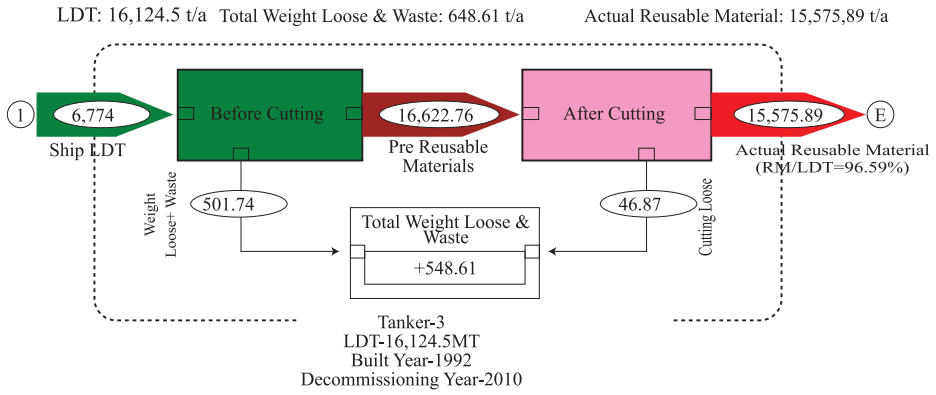 LDT: 16,124.5 t/a Total Weight Loose & Waste: 648.61 t/a Actual Reusable Material: 15,575,89 t/a
1
6,774
Ship LDT
Before Cutting
16,622.76
Pre Reusable
Materials
After Cutting
15,575.89
E
Actual Reusable Material
(RM/LDT=96.59%)
Weight
Loose+ Waste
501.74
46.87
Cutting Loose
Total Weight Loose &
Waste
+548.61
Tanker-3
LDT-16,124.5MT
Built Year-1992
Decommissioning Year-2010